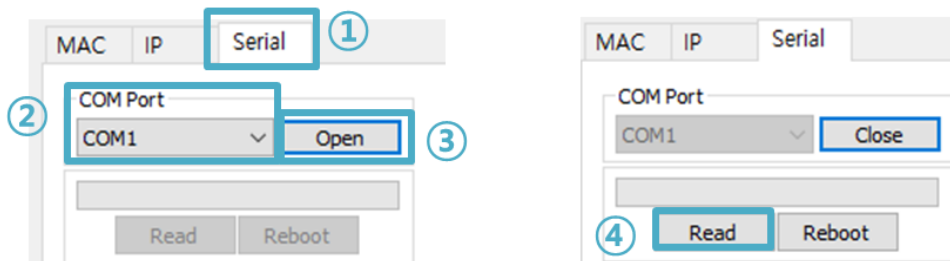 MAC IP Serial ①
② COM Port
COM1 Open ③
Read Reboot
MAC IP Serial
COM Port
COM1 Close
④ Read Reboot